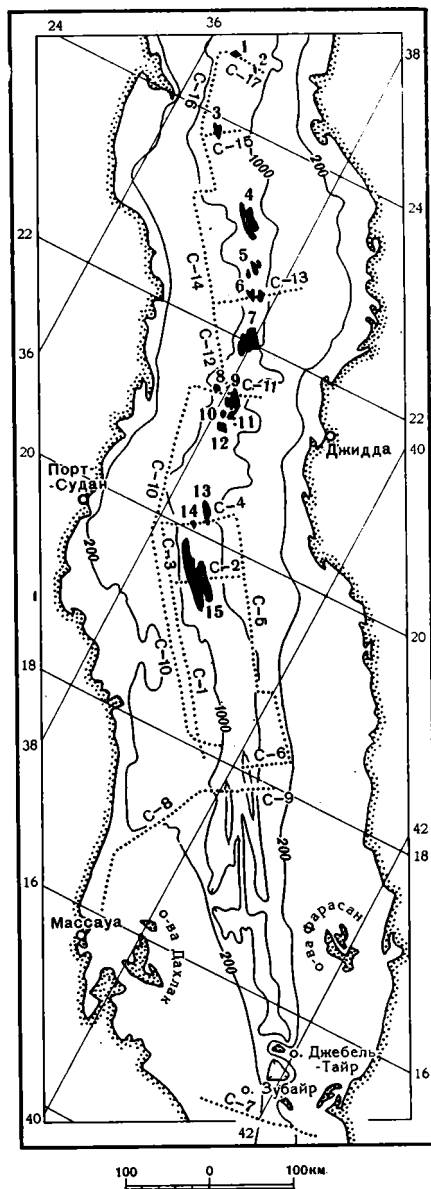 24
36
38
1
2
С-17
С-16
3
С-15
1000
200
4
24
22
5
6
С-13
С-14
7
С-12
36
8
9
С-11
22
10
11
12
Джидда
40
20
Порт-
-Судан
С-10
13
С-4
14
200
С-3
С-2
15
С-5
20
18
С-10
С-1
1000
38
С-6
С-9
С-8
42
18
200
16
Массауа
о-ва Дахлак
200
о-ва Фарасан
о. Джебель-
-Тайр
о. Зубайр
16
С-7
40
42
100 0 100км